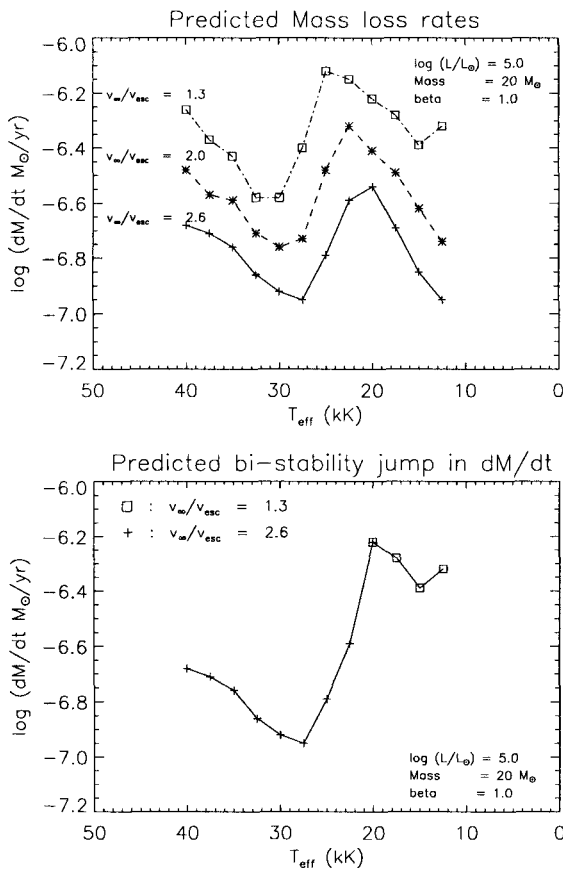 Predicted Mass loss rates
log (dM/dt M⊙/yr)
-6.0
-6.2
-6.4
-6.6
-6.8
-7.0
-7.2
log (L/L⊙) = 5.0
Mass = 20 M⊙
beta = 1.0
v∞/vesc = 1.3
v∞/vesc = 2.0
v∞/vesc = 2.6
50 40 30 20 10 0
Teff (kK)
Predicted bi-stability jump in dM/dt
log (dM/dt M⊙/yr)
-6.0
-6.2
-6.4
-6.6
-6.8
-7.0
-7.2
□ : v∞/vesc = 1.3
+ : v∞/vesc = 2.6
log (L/L⊙) = 5.0
Mass = 20 M⊙
beta = 1.0
50 40 30 20 10 0
Teff (kK)